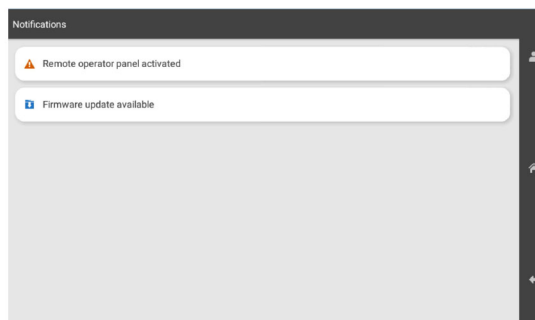 Notifications
Remote operator panel activated
Firmware update available